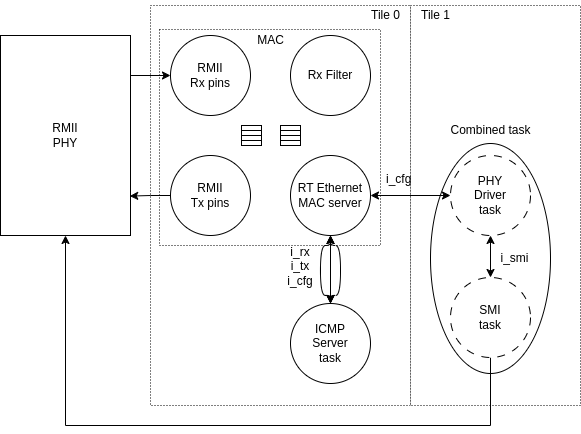 Tile 0
Tile 1
MAC
RMII
Rx pins
Rx Filter
RMII
PHY
Combined task
RMII
Tx pins
RT Ethernet
MAC server
i_cfg
PHY
Driver
task
i_rx
i_tx
i_cfg
i_smi
ICMP
Server
task
SMI
task